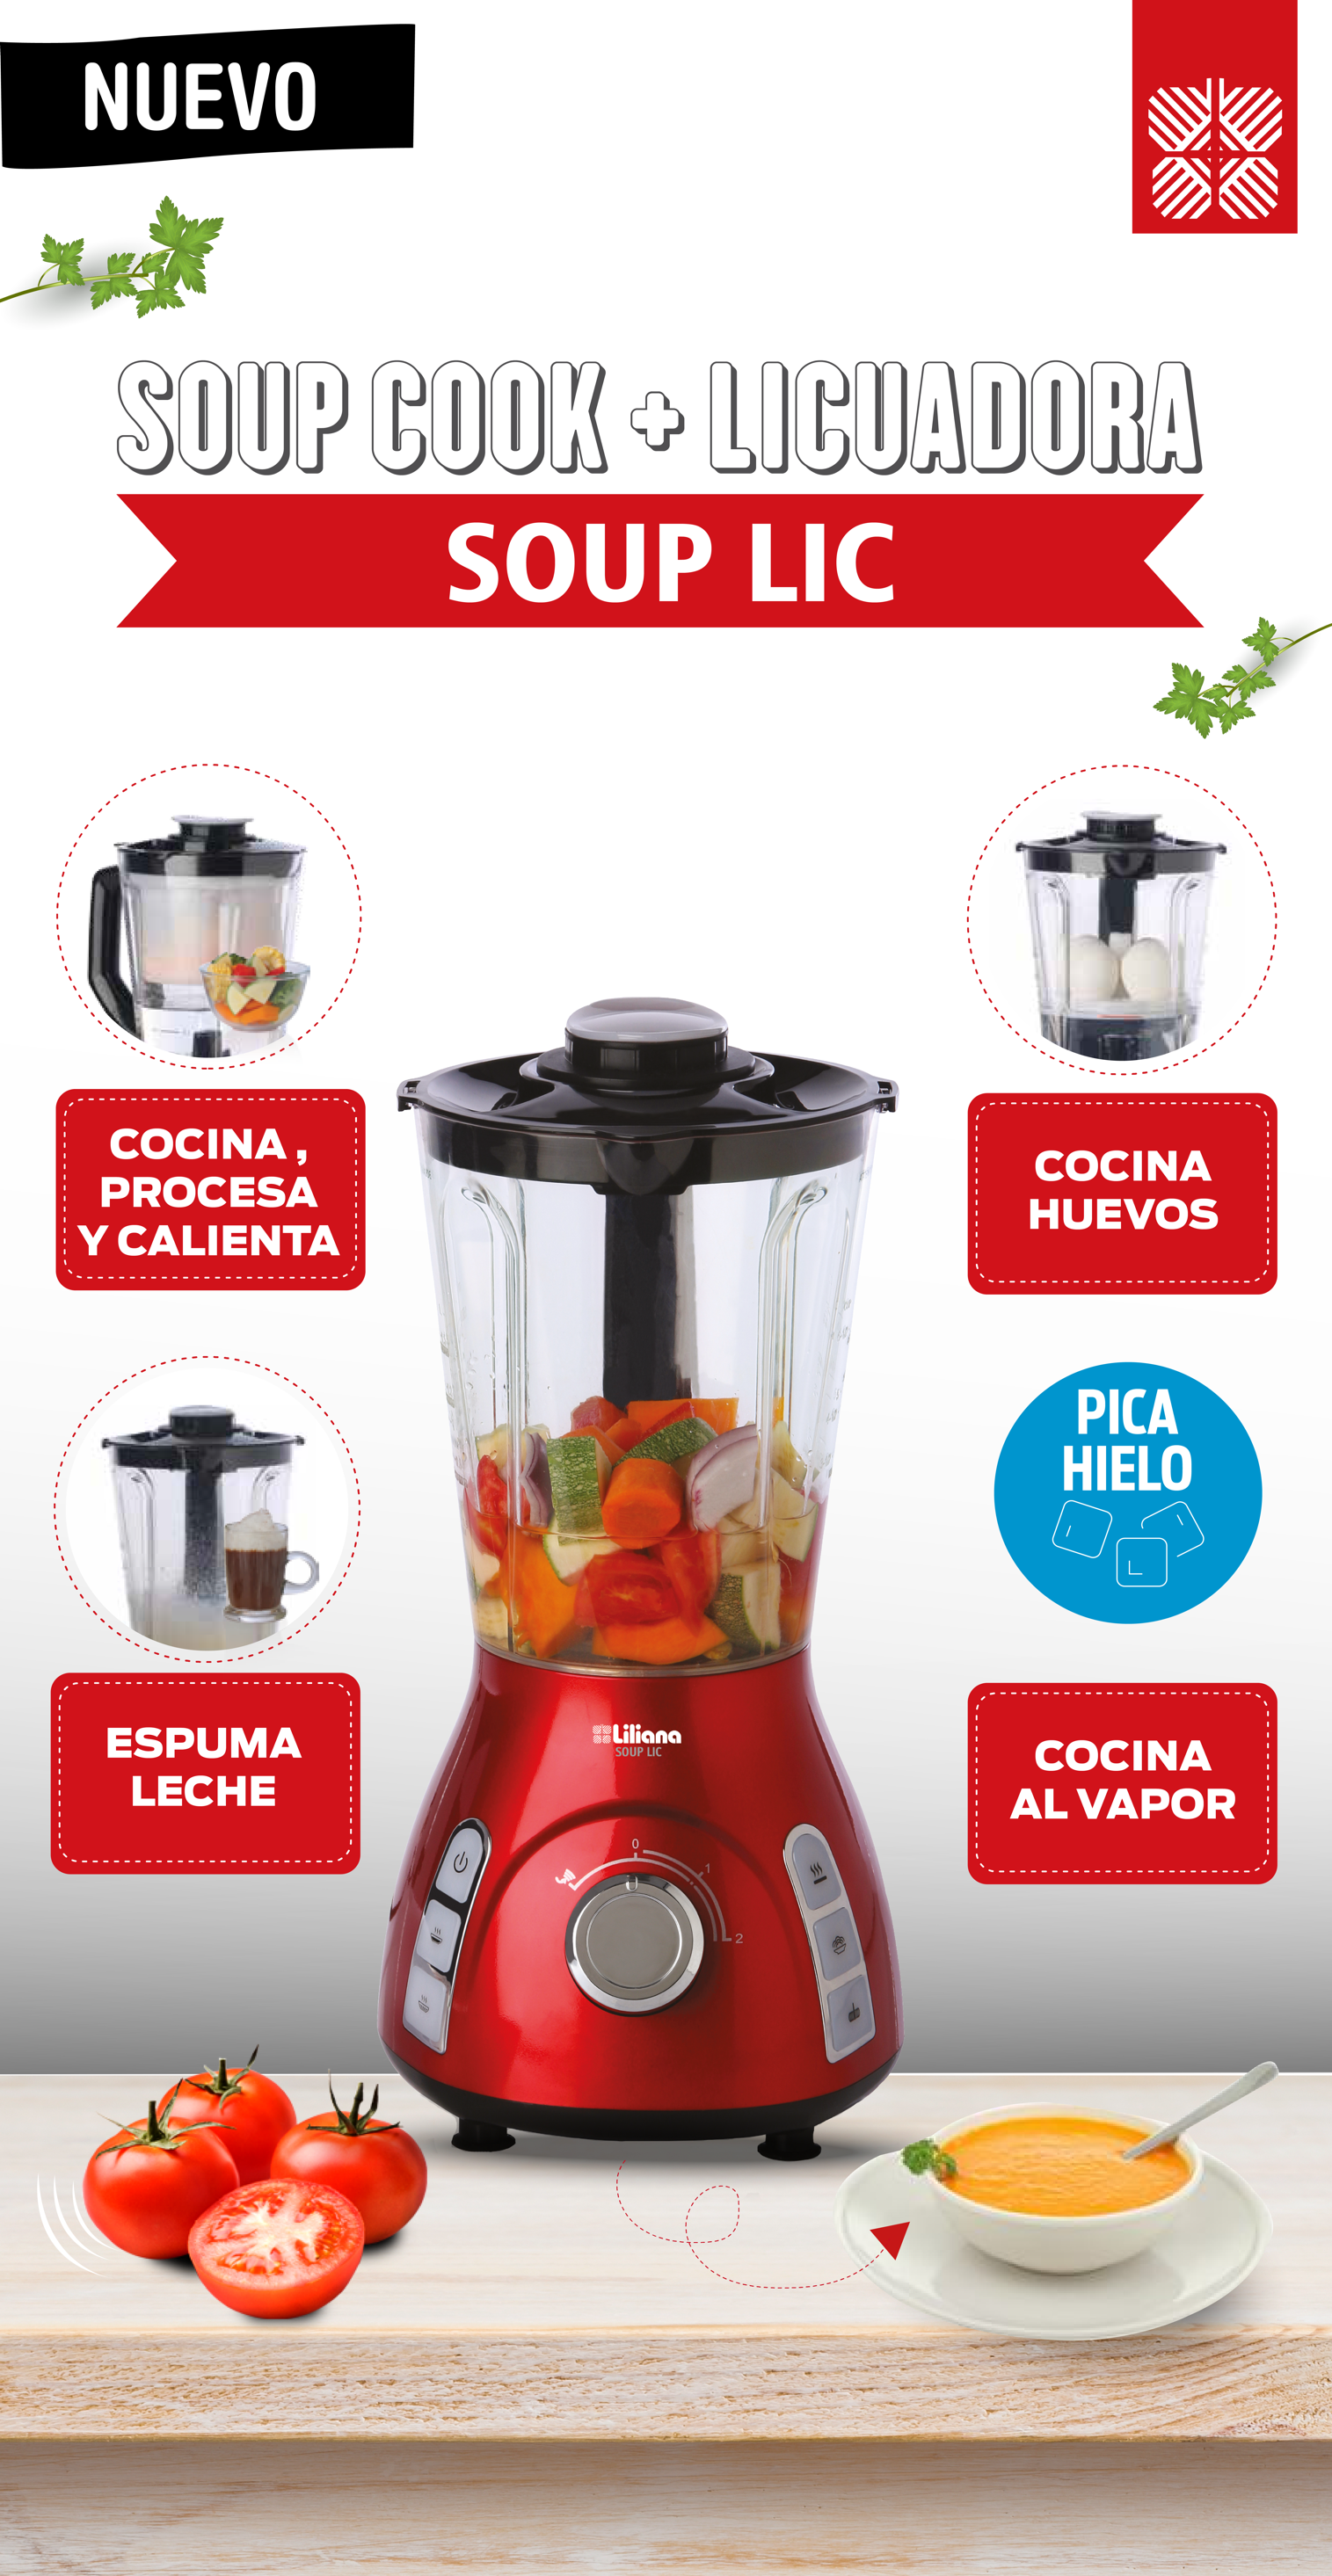 NUEVO
SOUP COOK + LICUADORA
SOUP LIC
COCINA ,
PROCESA
Y CALIENTA
COCINA
HUEVOS
PICA
HIELO
ESPUMA
LECHE
COCINA
AL VAPOR
Liliana
SOUP LIC
0
1
2